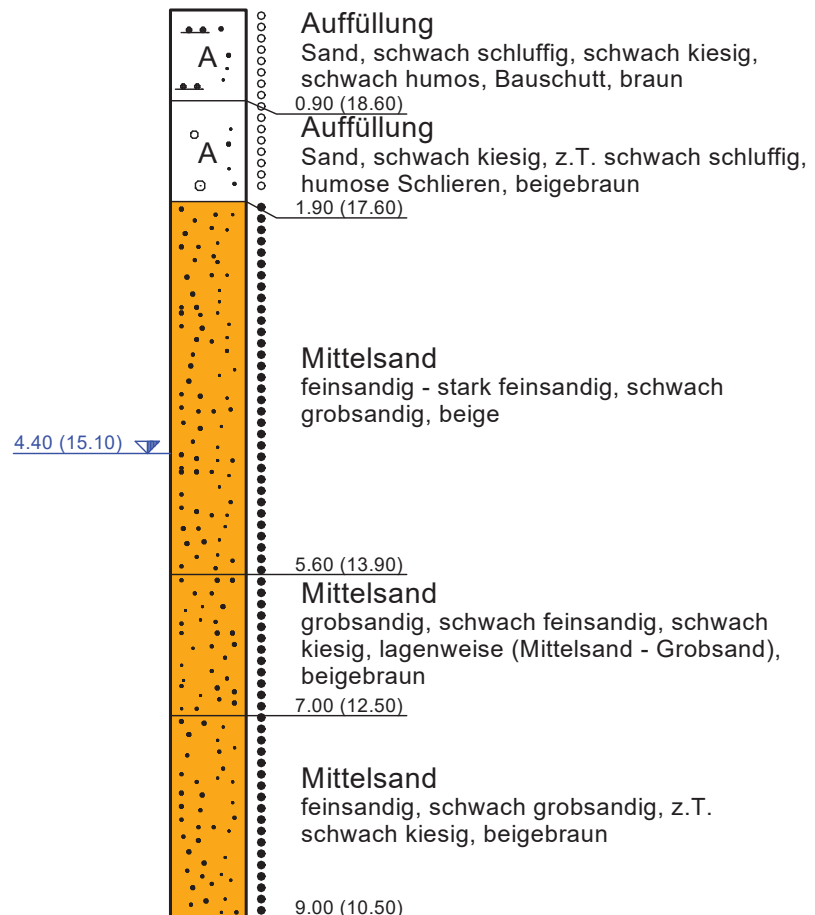 Auffüllung
A
Sand, schwach schluffig, schwach kiesig,
schwach humos, Bauschutt, braun
0.90 (18.60)
Auffüllung
A
Sand, schwach kiesig, z.T. schwach schluffig,
humose Schlieren, beigebraun
1.90 (17.60)
Mittelsand
feinsandig - stark feinsandig, schwach
grobsandig, beige
4.40 (15.10)
5.60 (13.90)
Mittelsand
grobsandig, schwach feinsandig, schwach
kiesig, lagenweise (Mittelsand - Grobsand),
beigebraun
7.00 (12.50)
Mittelsand
feinsandig, schwach grobsandig, z.T.
schwach kiesig, beigebraun
9.00 (10.50)